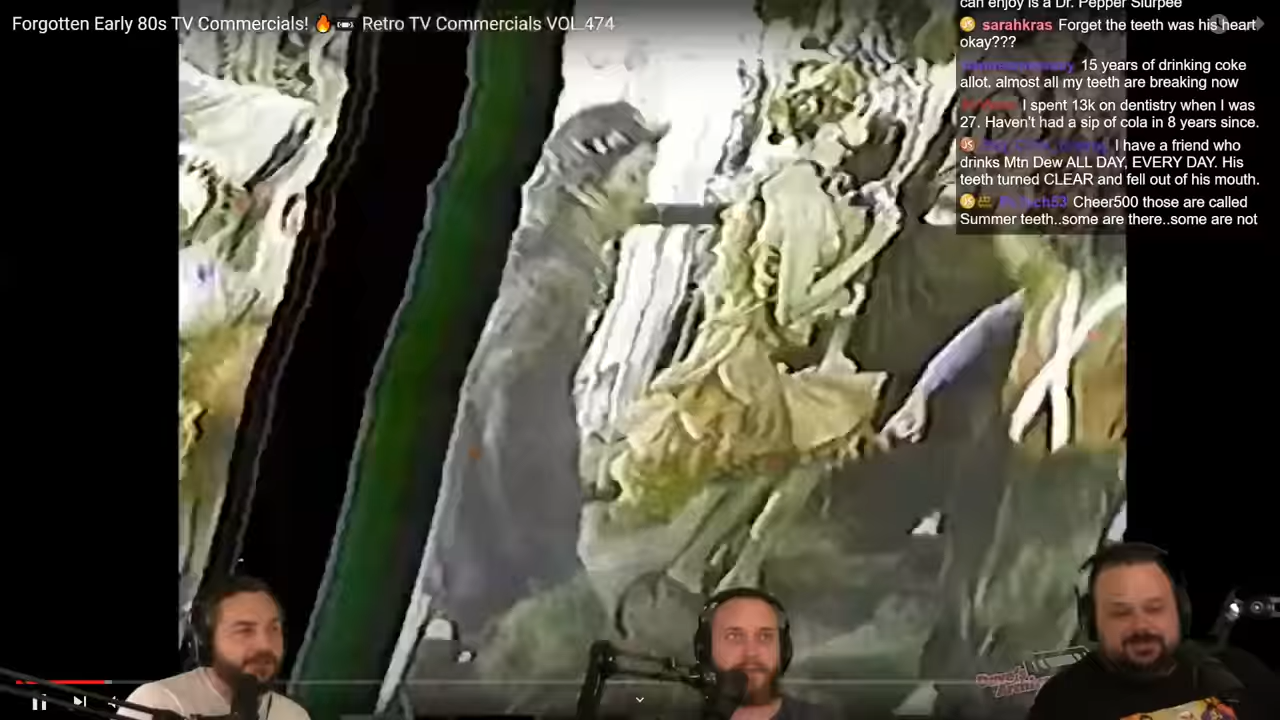 Forgotten Early 80s TV Commercials! 🔥📼 Retro TV Commercials VOL 474
can enjoy is a Dr. Pepper Slurpee
sarahkras Forget the teeth was his heart
okay???
15 years of drinking coke
allot. almost all my teeth are breaking now
I spent 13k on dentistry when I was
27. Haven't had a sip of cola in 8 years since.
I have a friend who
drinks Mtn Dew ALL DAY, EVERY DAY. His
teeth turned CLEAR and fell out of his mouth.
Cheer500 those are called
Summer teeth..some are there..some are not
Dave's
Archives